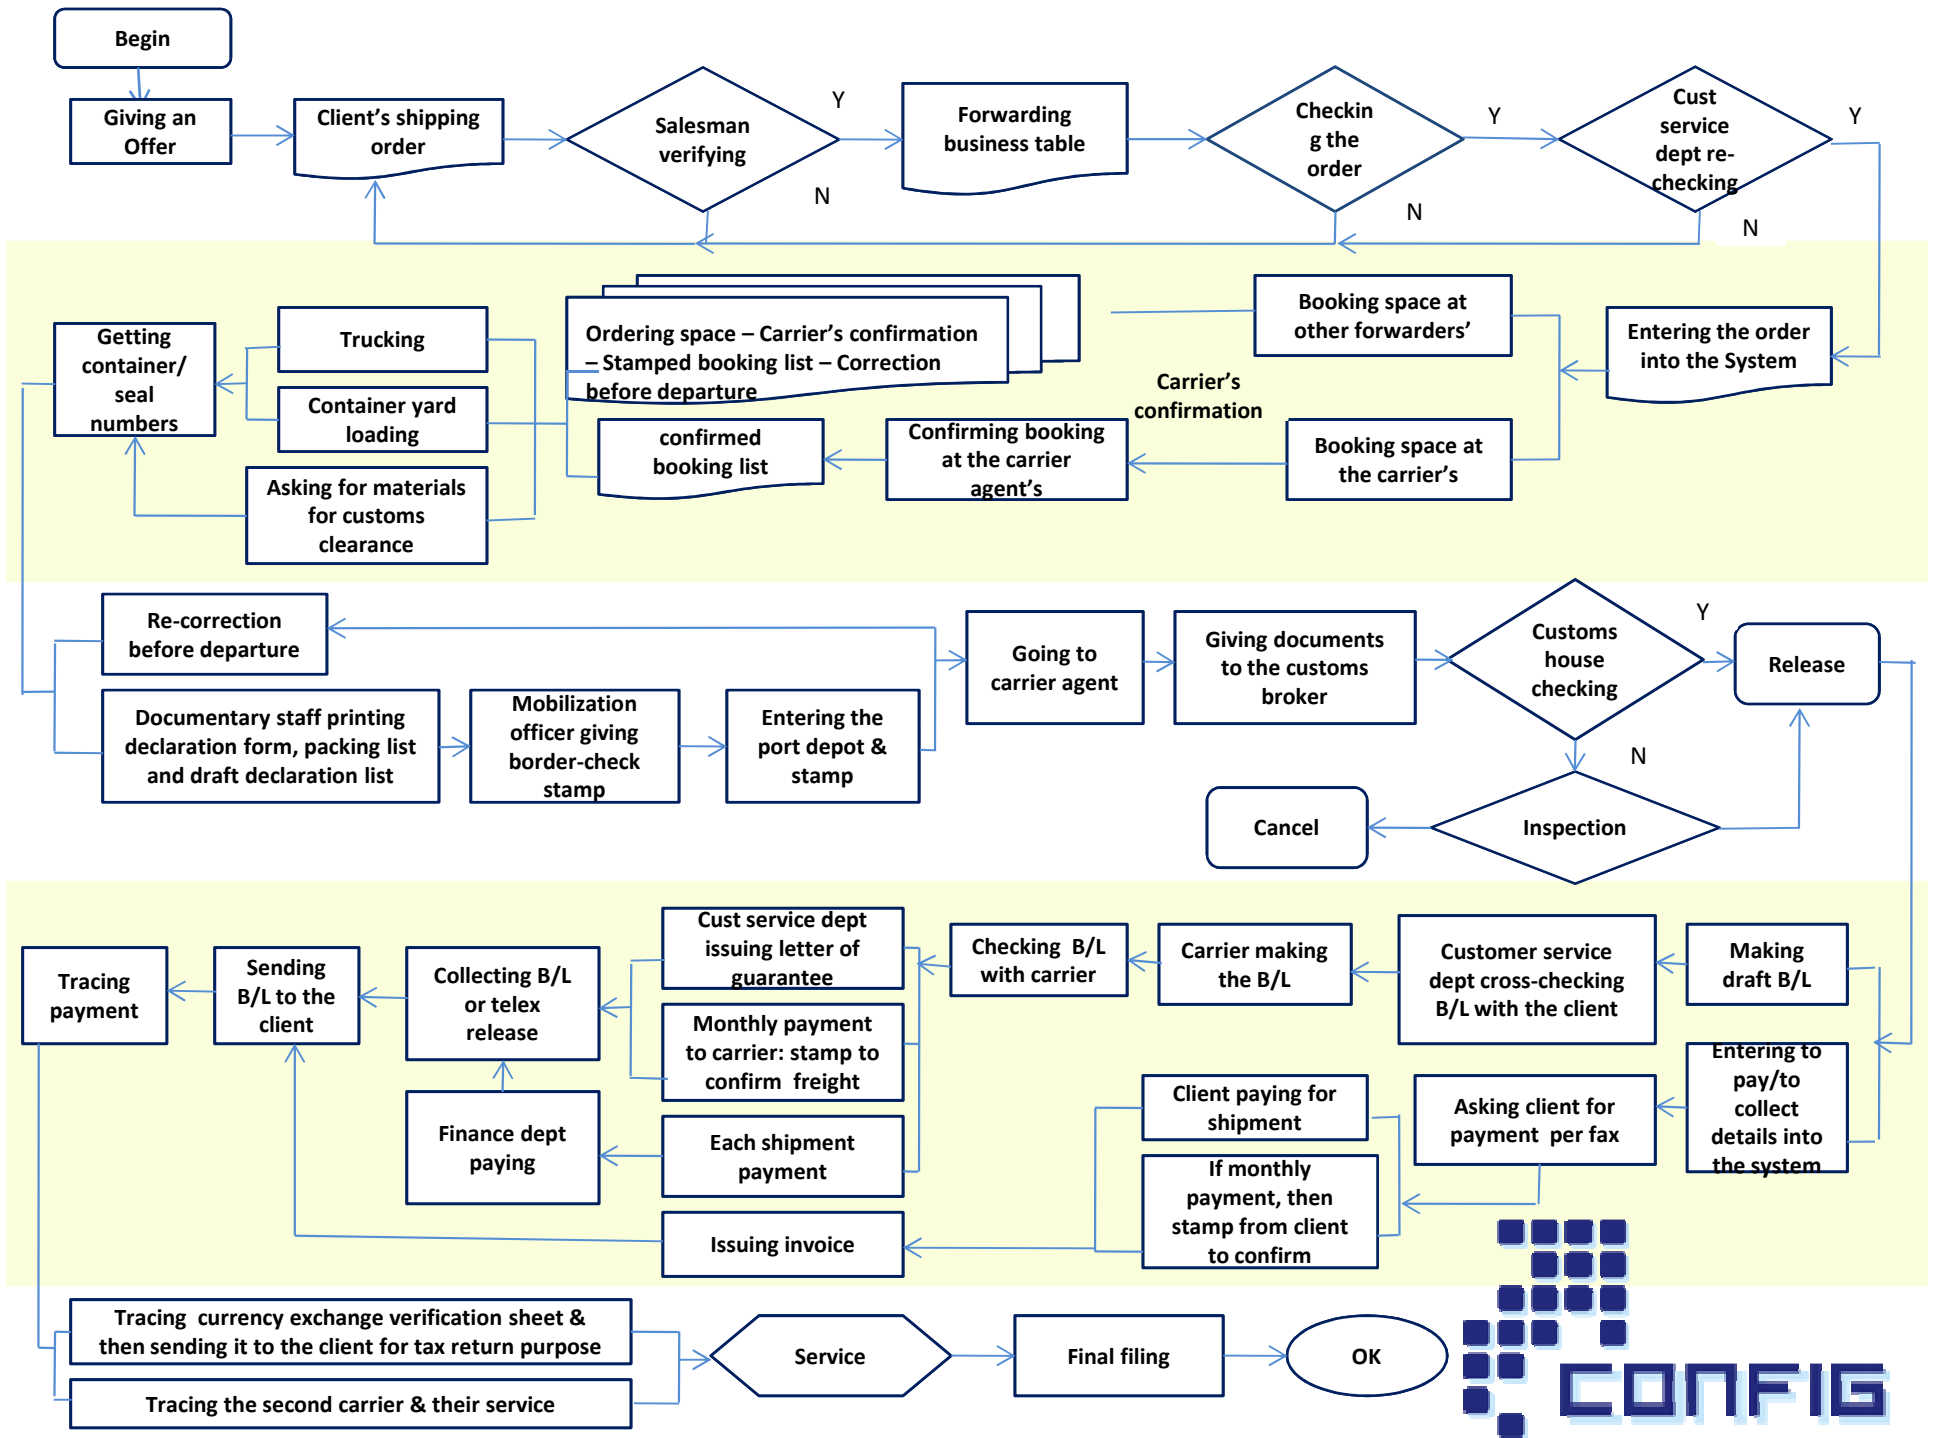 Begin
Giving an
Offer
Client’s shipping
order
Salesman
verifying
Y
N
Forwarding
business table
Checkin
g the
order
Y
N
Cust
service
dept re-
checking
Y
N
Entering the order
into the System
Booking space at
other forwarders’
Booking space at
the carrier’s
Carrier’s
confirmation
Confirming booking
at the carrier
agent’s
confirmed
booking list
Ordering space – Carrier’s confirmation
– Stamped booking list – Correction
before departure
Trucking
Container yard
loading
Asking for materials
for customs
clearance
Getting
container/
seal
numbers
Re-correction
before departure
Documentary staff printing
declaration form, packing list
and draft declaration list
Mobilization
officer giving
border-check
stamp
Entering the
port depot &
stamp
Going to
carrier agent
Giving documents
to the customs
broker
Customs
house
checking
Y
N
Release
Inspection
Cancel
Making
draft B/L
Entering to
pay/to
collect
details into
the system
Customer service
dept cross-checking
B/L with the client
Carrier making
the B/L
Checking  B/L
with carrier
Cust service dept
issuing letter of
guarantee
Monthly payment
to carrier: stamp to
confirm  freight
Each shipment
payment
Finance dept
paying
Collecting B/L
or telex
release
Sending
B/L to the
client
Tracing
payment
Asking client for
payment  per fax
Client paying for
shipment
If monthly
payment, then
stamp from client
to confirm
Issuing invoice
Tracing  currency exchange verification sheet &
then sending it to the client for tax return purpose
Tracing the second carrier & their service
Service
Final filing
OK
CONFIG